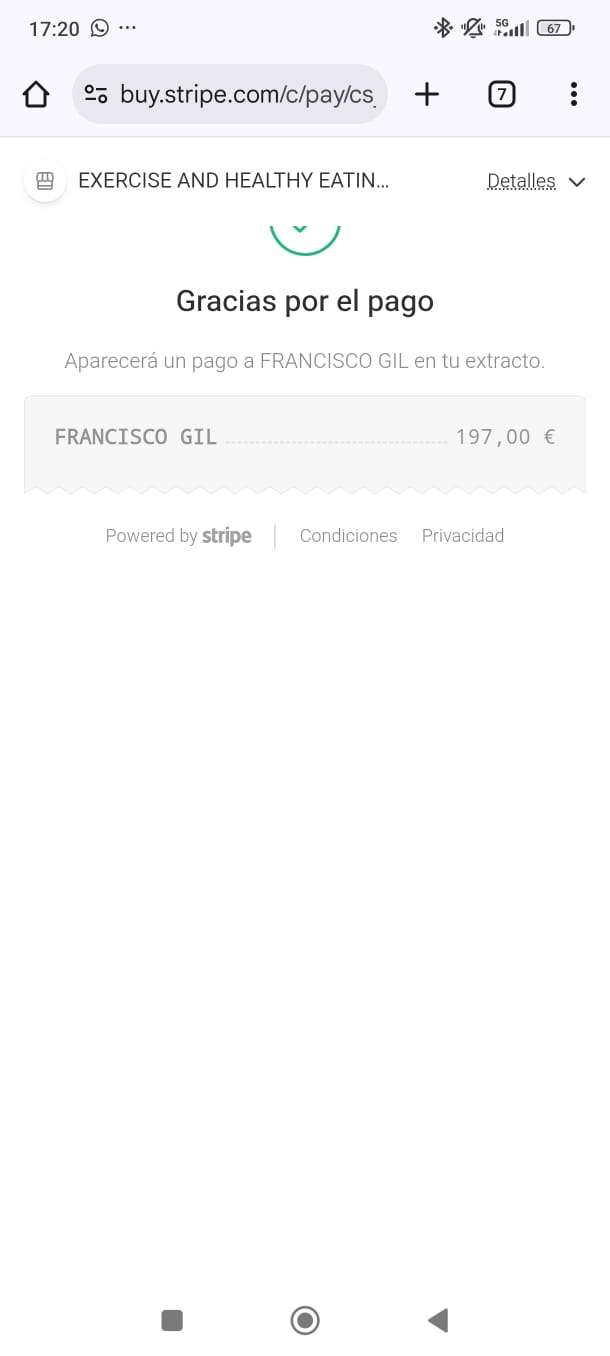 17:20 ...
5G 67
buy.stripe.com/c/pay/cs_
7
EXERCISE AND HEALTHY EATIN... Detalles
Gracias por el pago
Aparecerá un pago a FRANCISCO GIL en tu extracto.
FRANCISCO GIL 197,00 €
Powered by stripe | Condiciones Privacidad